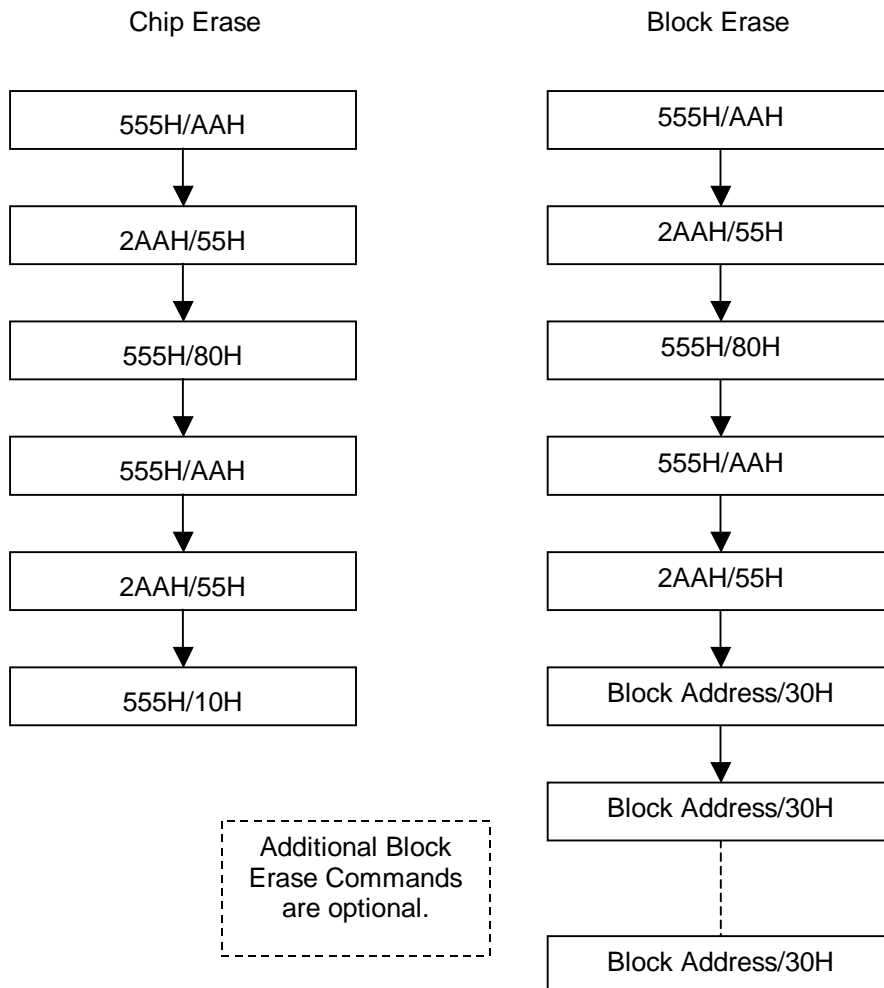 Chip Erase
555H/AAH
2AAH/55H
555H/80H
555H/AAH
2AAH/55H
555H/10H
Block Erase
555H/AAH
2AAH/55H
555H/80H
555H/AAH
2AAH/55H
Block Address/30H
Block Address/30H
Block Address/30H
Additional Block
Erase Commands
are optional.